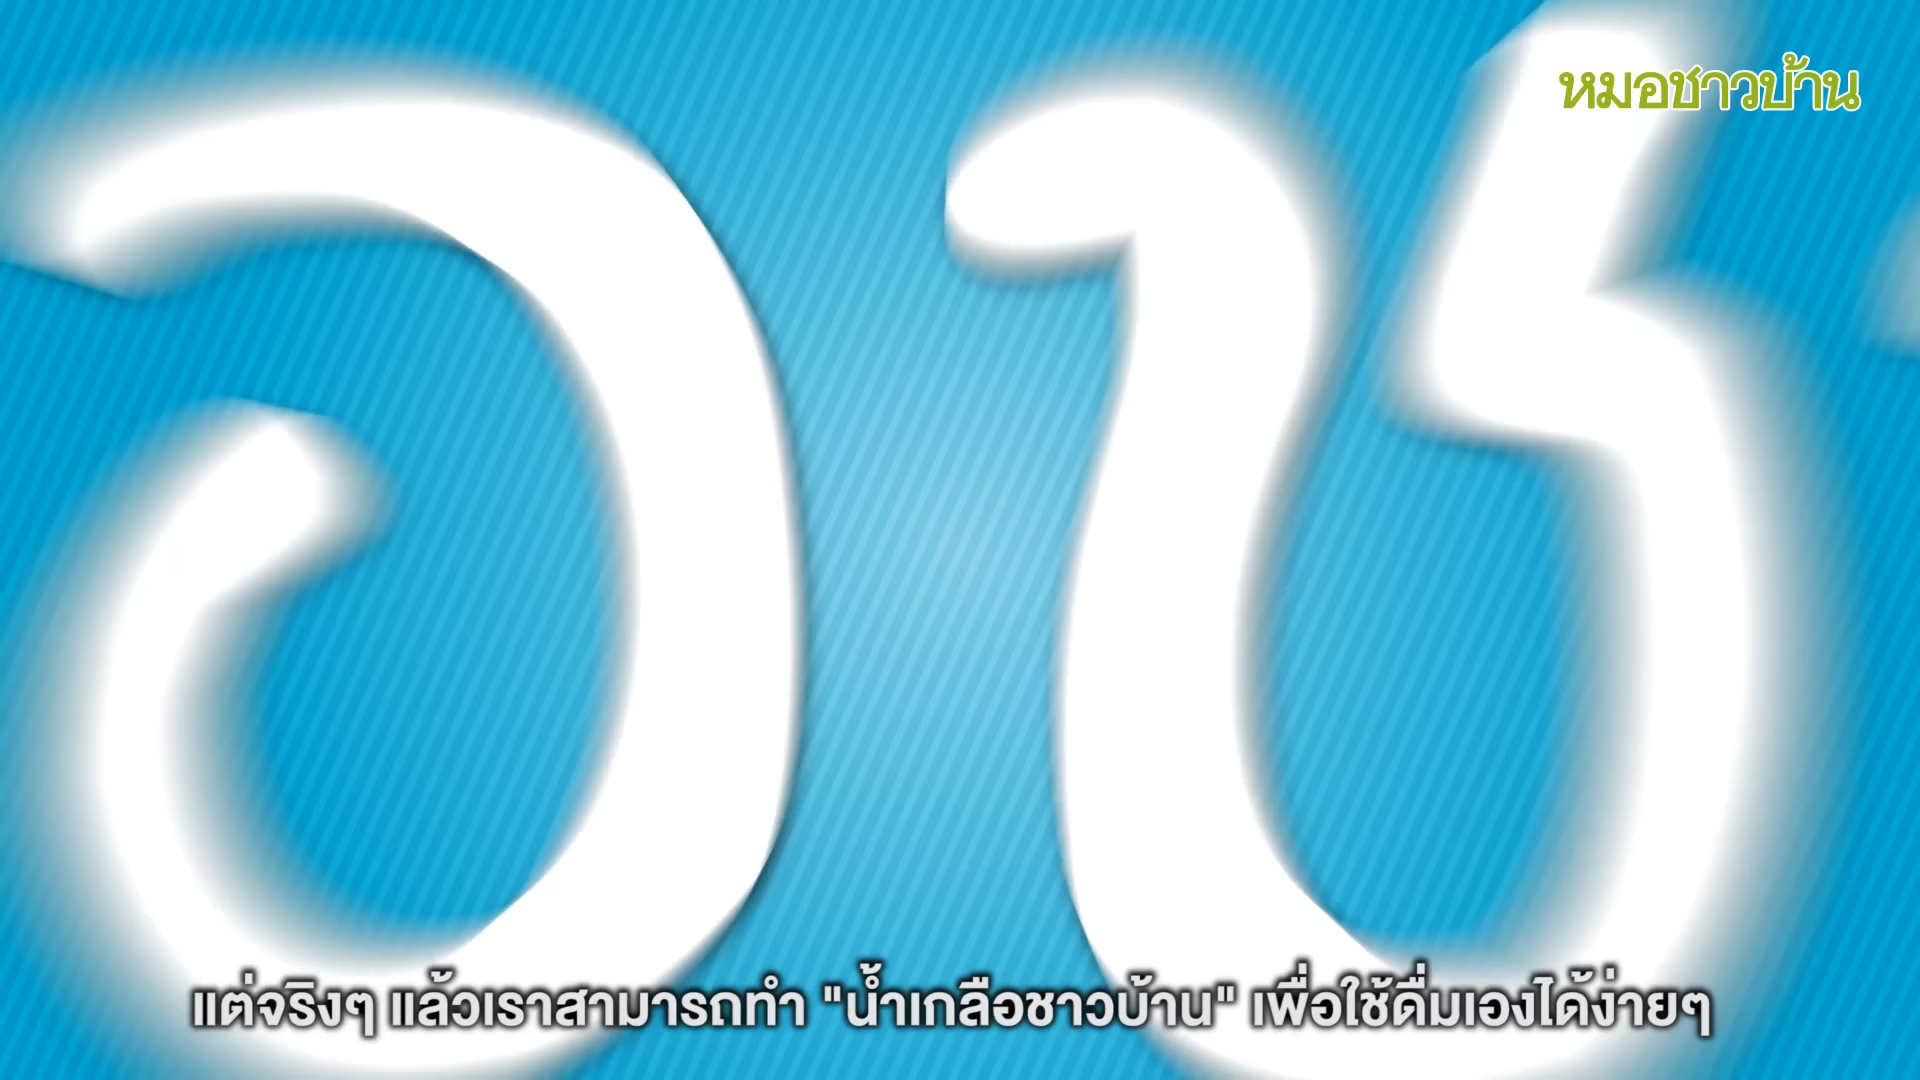 หมอชาวบ้าน
อช
แต่จริงๆ แล้วเราสามารถทำ "น้ำเกลือชาวบ้าน" เพื่อใช้ดื่มเองได้ง่ายๆ